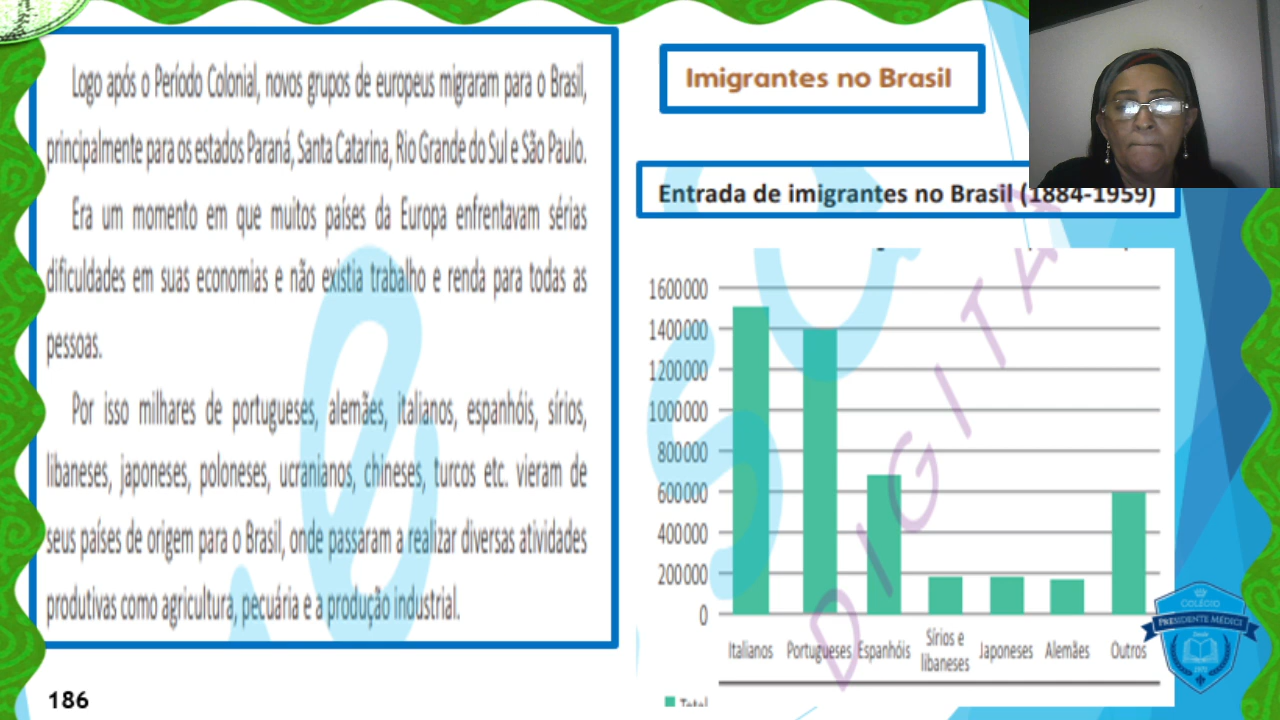 Logo após o Período Colonial, novos grupos de europeus migraram para o Brasil,
principalmente para os estados Paraná, Santa Catarina, Rio Grande do Sul e São Paulo.
Era um momento em que muitos países da Europa enfrentavam sérias
dificuldades em suas economias e não existia trabalho e renda para todas as
pessoas.
Por isso milhares de portugueses, alemães, italianos, espanhóis, sírios,
libaneses, japoneses, poloneses, ucranianos, chineses, turcos etc. vieram de
seus países de origem para o Brasil, onde passaram a realizar diversas atividades
produtivas como agricultura, pecuária e a produção industrial.
186
Imigrantes no Brasil
Entrada de imigrantes no Brasil (1884-1959)
1600000
1400000
1200000
1000000
800000
600000
400000
200000
0
Italianos
Portugueses
Espanhóis
Sírios e
libaneses
Japoneses
Alemães
Outros
Total
DIGITA
COLÉGIO
PRESIDENTE MÉDICI